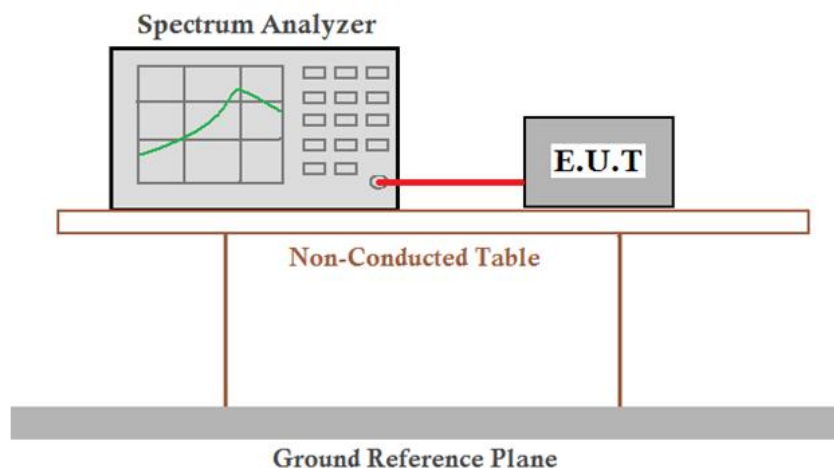 Spectrum Analyzer
E.U.T
Non-Conducted Table
Ground Reference Plane